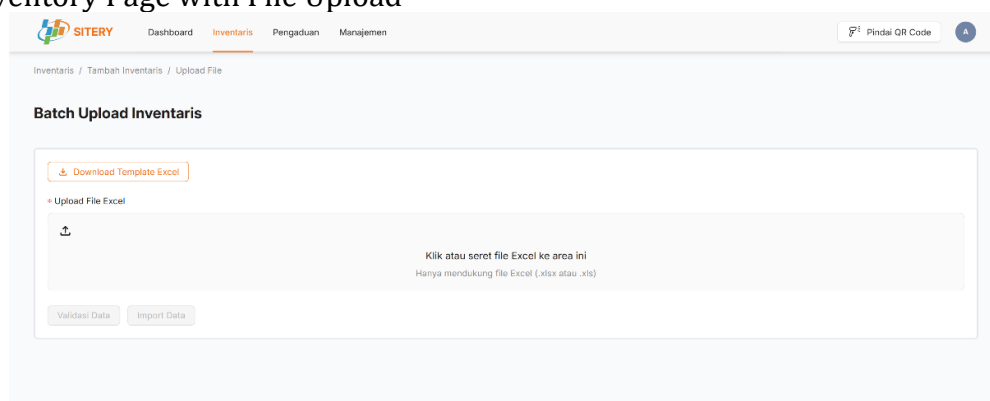 ventory Page with File Upload
SITERY Dashboard Inventaris Pengaduan Manajemen Pindai QR Code A
Inventaris / Tambah Inventaris / Upload File
Batch Upload Inventaris
Download Template Excel
* Upload File Excel
Klik atau seret file Excel ke area ini
Hanya mendukung file Excel (.xlsx atau .xls)
Validasi Data Import Data